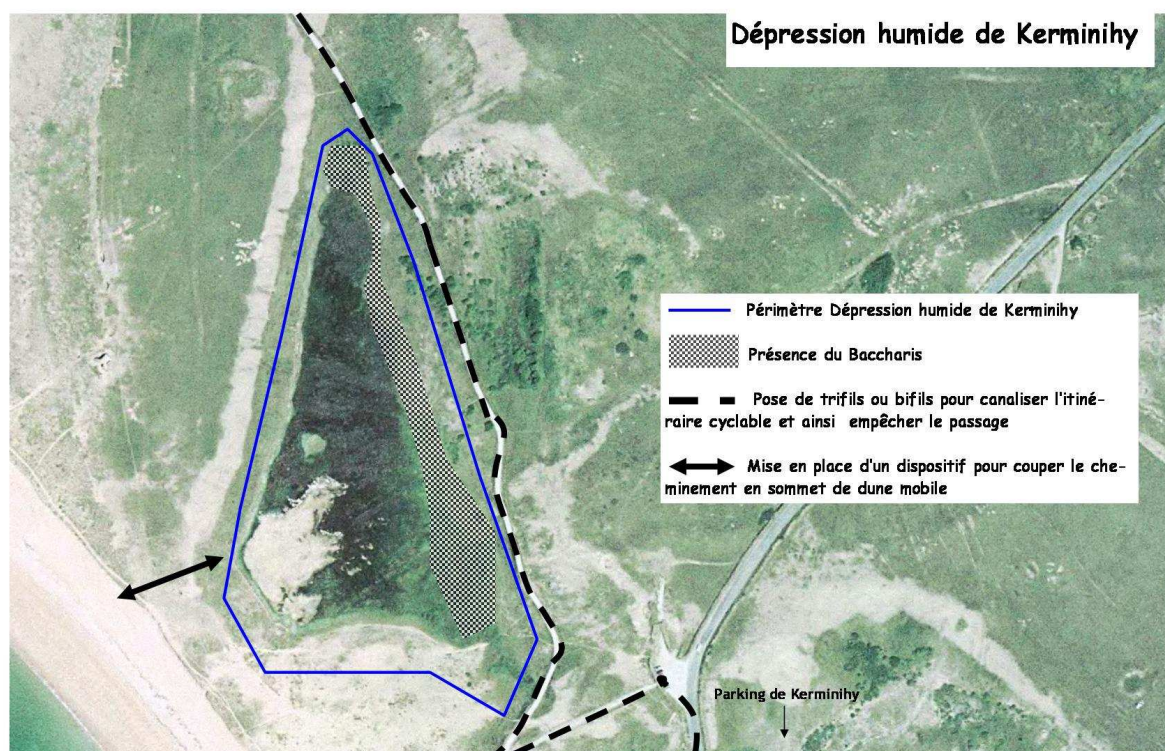 Dépression humide de Kerminihy
Périmètre Dépression humide de Kerminihy
Présence du Baccharis
Pose de trifils ou bifils pour canaliser l'itiné-
raire cyclable et ainsi empêcher le passage
Mise en place d'un dispositif pour couper le che-
minement en sommet de dune mobile
Parking de Kerminihy